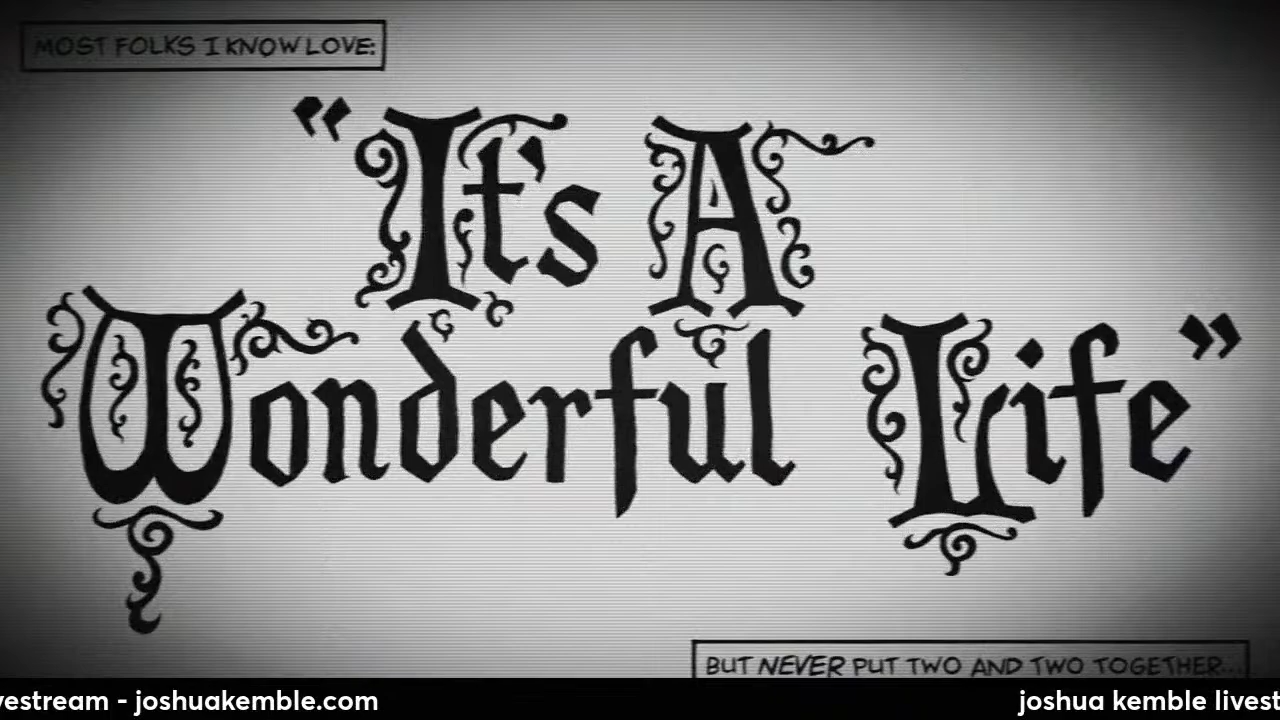 MOST FOLKS I KNOW LOVE:
“It’s A
Wonderful Life”
BUT NEVER PUT TWO AND TWO TOGETHER...
vestream - joshuakemble.com
joshua kemble livest